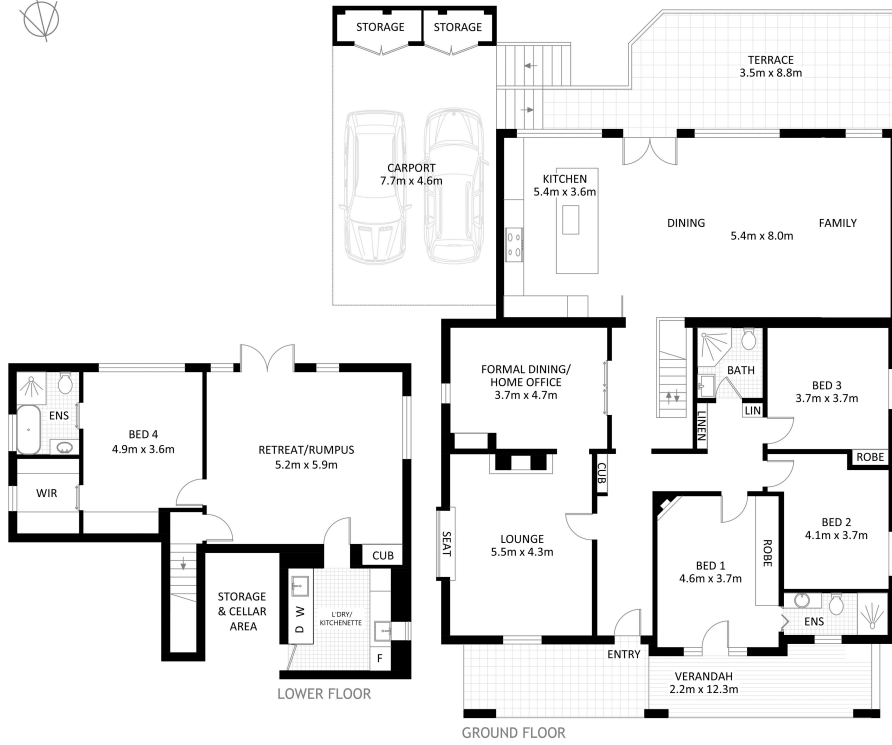 STORAGE
STORAGE
TERRACE
3.5m x 8.8m
CARPORT
7.7m x 4.6m
KITCHEN
5.4m x 3.6m
DINING
5.4m x 8.0m
FAMILY
FORMAL DINING/
HOME OFFICE
3.7m x 4.7m
BATH
BED 3
3.7m x 3.7m
LINEN
LIN
ROBE
CUB
LOUNGE
5.5m x 4.3m
SEAT
BED 1
4.6m x 3.7m
ROBE
BED 2
4.1m x 3.7m
ENS
ENTRY
VERANDAH
2.2m x 12.3m
GROUND FLOOR
ENS
BED 4
4.9m x 3.6m
RETREAT/RUMPUS
5.2m x 5.9m
WIR
CUB
STORAGE
& CELLAR
AREA
D W
L'DRY/
KITCHENETTE
F
LOWER FLOOR